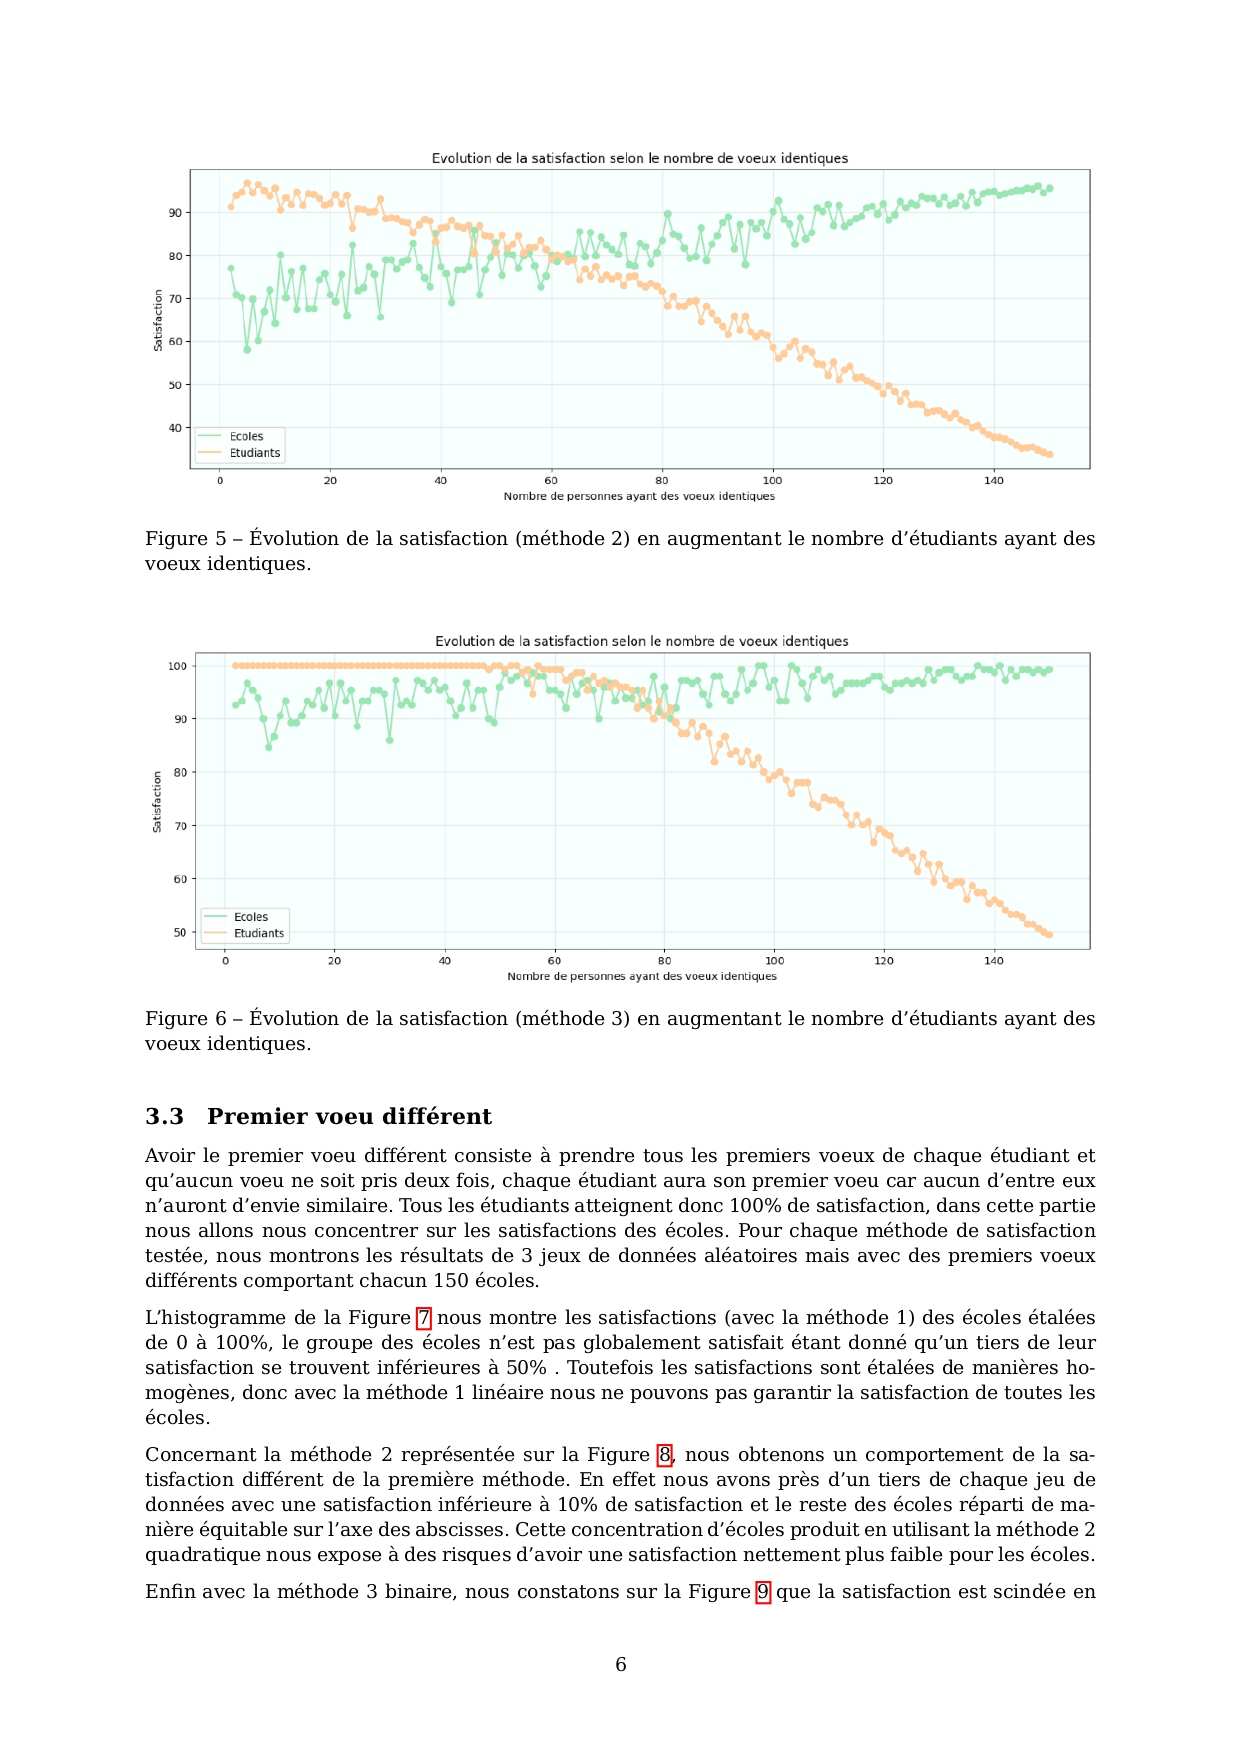 Evolution de la satisfaction selon le nombre de voeux identiques
90
80
70
60
50
40
Satisfaction
Ecoles
Etudiants
0 20 40 60 80 100 120 140
Nombre de personnes ayant des voeux identiques
Figure 5 – Évolution de la satisfaction (méthode 2) en augmentant le nombre d’étudiants ayant des
voeux identiques.
Evolution de la satisfaction selon le nombre de voeux identiques
100
90
80
70
60
50
Satisfaction
Ecoles
Etudiants
0 20 40 60 80 100 120 140
Nombre de personnes ayant des voeux identiques
Figure 6 – Évolution de la satisfaction (méthode 3) en augmentant le nombre d’étudiants ayant des
voeux identiques.
3.3 Premier voeu différent
Avoir le premier voeu différent consiste à prendre tous les premiers voeux de chaque étudiant et
qu’aucun voeu ne soit pris deux fois, chaque étudiant aura son premier voeu car aucun d’entre eux
n’auront d’envie similaire. Tous les étudiants atteignent donc 100% de satisfaction, dans cette partie
nous allons nous concentrer sur les satisfactions des écoles. Pour chaque méthode de satisfaction
testée, nous montrons les résultats de 3 jeux de données aléatoires mais avec des premiers voeux
différents comportant chacun 150 écoles.
L’histogramme de la Figure 7 nous montre les satisfactions (avec la méthode 1) des écoles étalées
de 0 à 100%, le groupe des écoles n’est pas globalement satisfait étant donné qu’un tiers de leur
satisfaction se trouvent inférieures à 50% . Toutefois les satisfactions sont étalées de manières ho-
mogènes, donc avec la méthode 1 linéaire nous ne pouvons pas garantir la satisfaction de toutes les
écoles.
Concernant la méthode 2 représentée sur la Figure 8, nous obtenons un comportement de la sa-
tisfaction différent de la première méthode. En effet nous avons près d’un tiers de chaque jeu de
données avec une satisfaction inférieure à 10% de satisfaction et le reste des écoles réparti de ma-
nière équitable sur l’axe des abscisses. Cette concentration d’écoles produit en utilisant la méthode 2
quadratique nous expose à des risques d’avoir une satisfaction nettement plus faible pour les écoles.
Enfin avec la méthode 3 binaire, nous constatons sur la Figure 9 que la satisfaction est scindée en
6